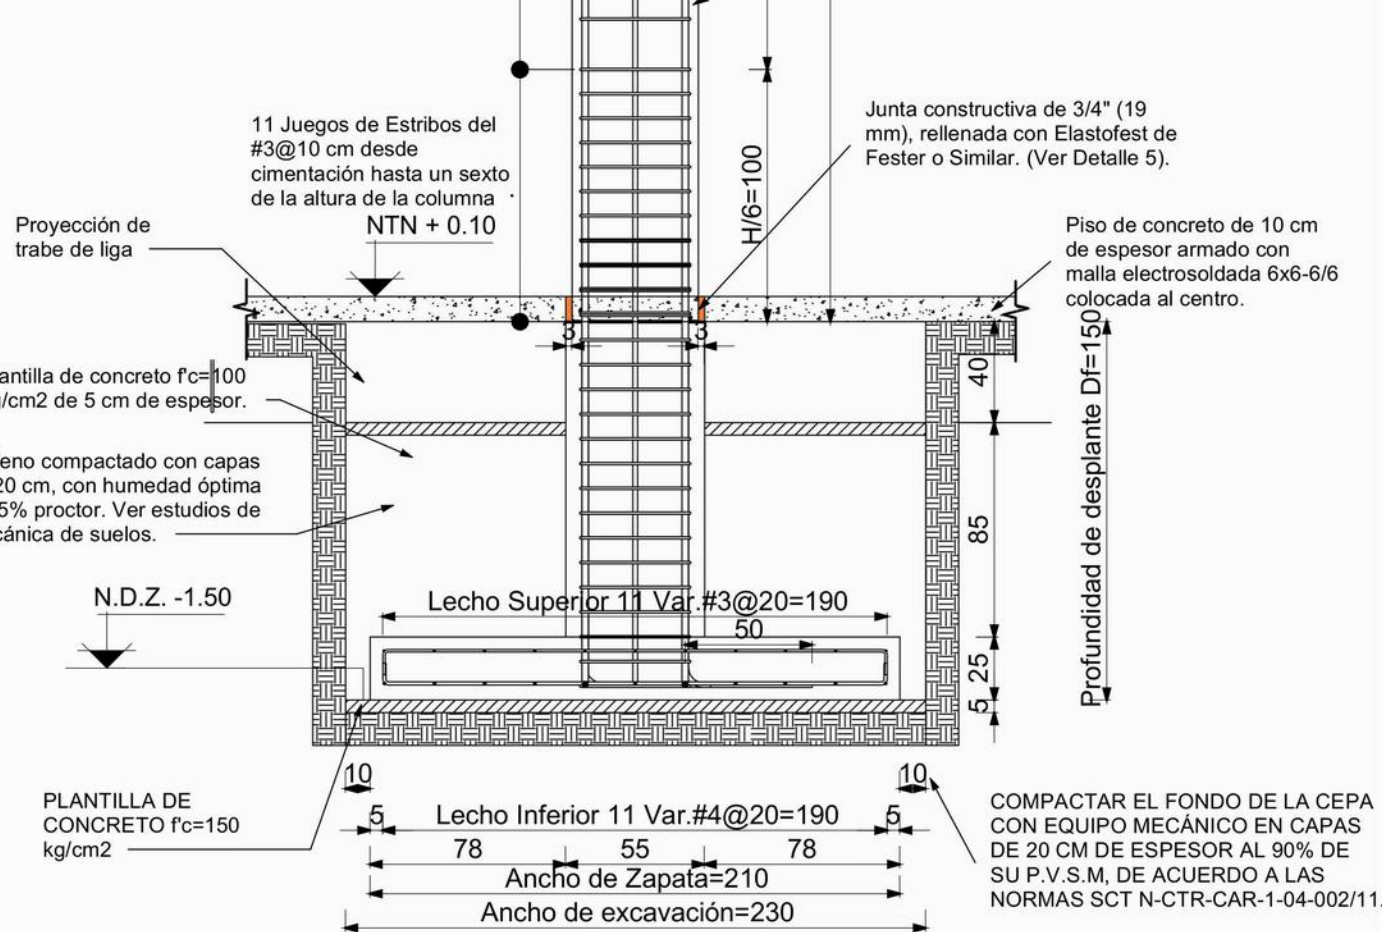 11 Juegos de Estribos del
#3@10 cm desde
cimentación hasta un sexto
de la altura de la columna
NTN + 0.10
H/6=100
Junta constructiva de 3/4" (19
mm), rellenada con Elastofest de
Fester o Similar. (Ver Detalle 5).
Proyección de
trabe de liga
Piso de concreto de 10 cm
de espesor armado con
malla electrosoldada 6x6-6/6
colocada al centro.
3
3
antilla de concreto f'c=100
g/cm2 de 5 cm de espesor.
40
Profundidad de desplante Df=150
eno compactado con capas
20 cm, con humedad óptima
5% proctor. Ver estudios de
cánica de suelos.
85
N.D.Z. -1.50
Lecho Superior 11 Var.#3@20=190
50
25
5
10
10
PLANTILLA DE
CONCRETO f'c=150
kg/cm2
5
Lecho Inferior 11 Var.#4@20=190
5
78
55
78
Ancho de Zapata=210
Ancho de excavación=230
COMPACTAR EL FONDO DE LA CEPA
CON EQUIPO MECÁNICO EN CAPAS
DE 20 CM DE ESPESOR AL 90% DE
SU P.V.S.M, DE ACUERDO A LAS
NORMAS SCT N-CTR-CAR-1-04-002/11.